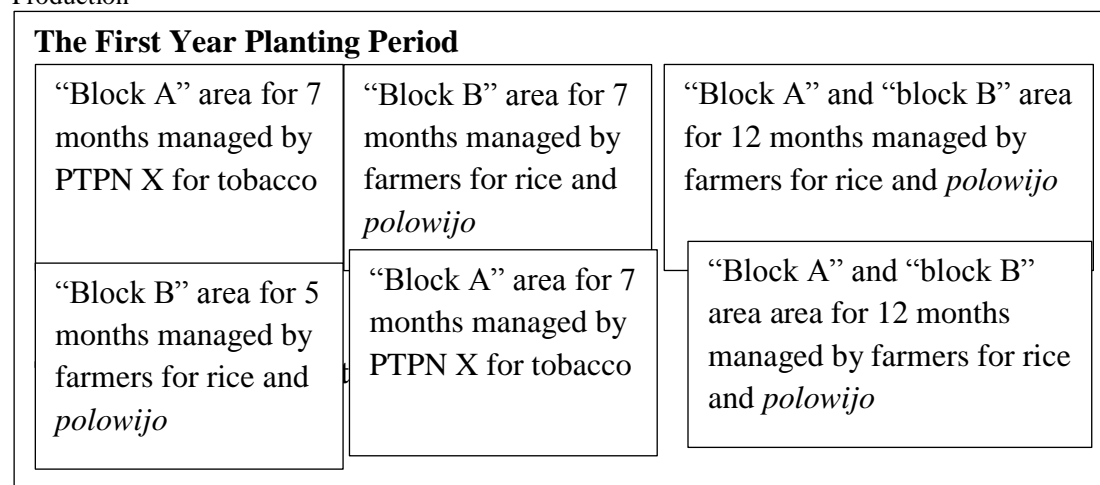 Production
The First Year Planting Period
“Block A” area for 7
months managed by
PTPN X for tobacco
“Block B” area for 7
months managed by
farmers for rice and
polowijo
“Block A” and “block B” area
for 12 months managed by
farmers for rice and polowijo
“Block B” area for 5
months managed by
farmers for rice and
polowijo
“Block A” area for 7
months managed by
PTPN X for tobacco
“Block A” and “block B”
area area for 12 months
managed by farmers for rice
and polowijo